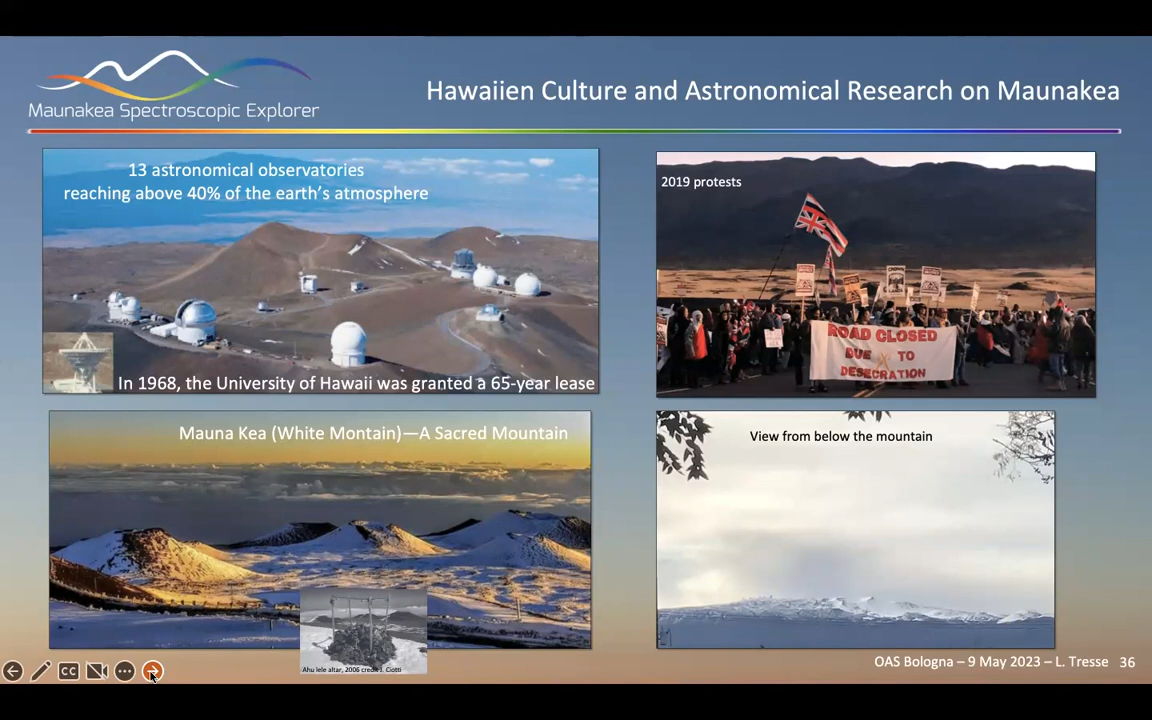 Maunakea Spectroscopic Explorer
Hawaiien Culture and Astronomical Research on Maunakea
13 astronomical observatories
reaching above 40% of the earth's atmosphere
In 1968, the University of Hawaii was granted a 65-year lease
2019 protests
ROAD CLOSED
DUE TO
DESECRATION
Mauna Kea (White Montain)—A Sacred Mountain
Ahu lele altar, 2006 credit J. Ciotti
View from below the mountain
CC
OAS Bologna – 9 May 2023 – L. Tresse 36